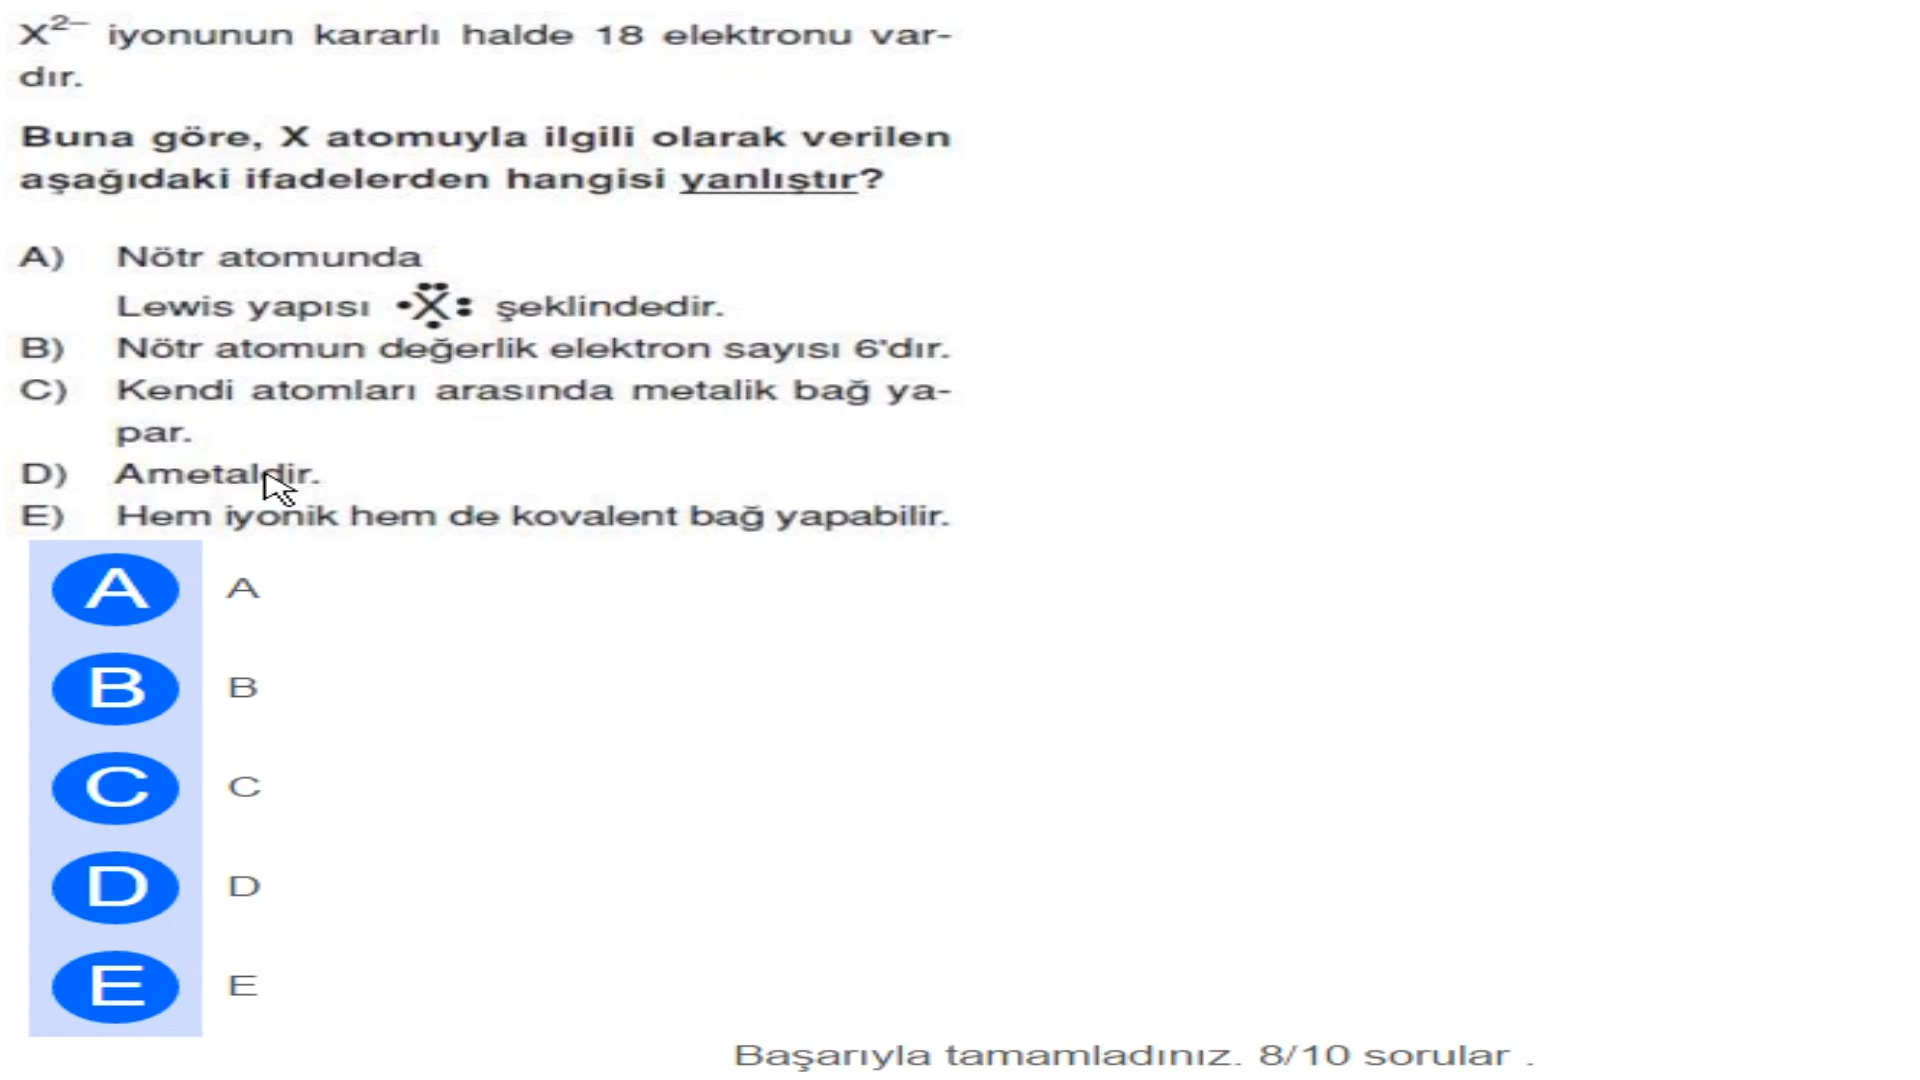 X²⁻ iyonunun kararlı halde 18 elektronu var-
dır.
Buna göre, X atomuyla ilgili olarak verilen
aşağıdaki ifadelerden hangisi yanlıştır?
A) Nötr atomunda
Lewis yapısı X şeklindedir.
B) Nötr atomun değerlik elektron sayısı 6'dır.
C) Kendi atomları arasında metalik bağ ya-
par.
D) Ametaldir.
E) Hem iyonik hem de kovalent bağ yapabilir.
A A
B B
C C
D D
E E
Başarıyla tamamladınız. 8/10 sorular .